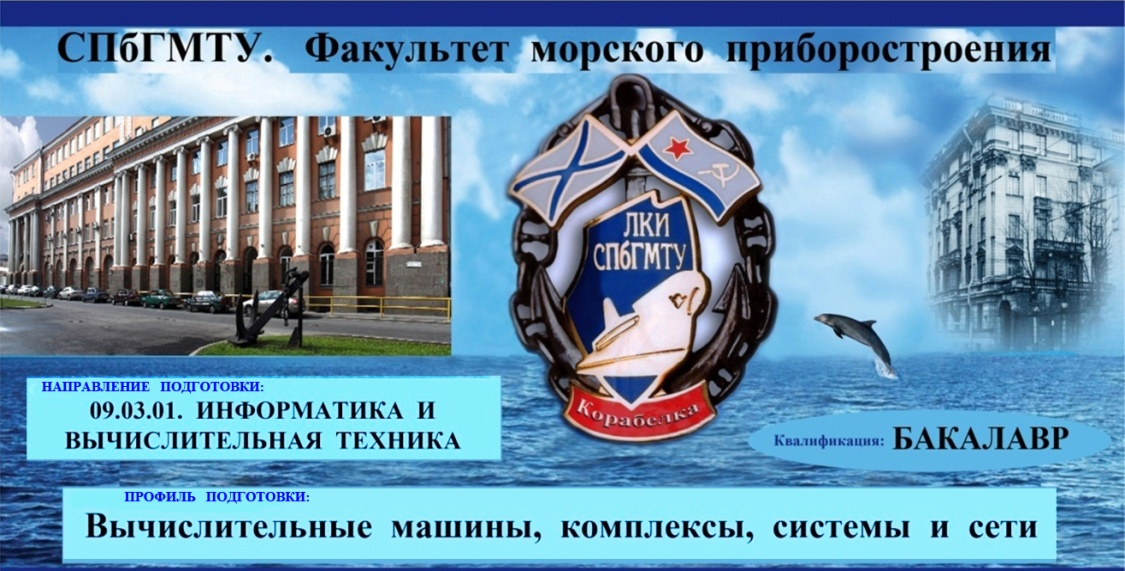 СПбГМТУ. Факультет морского приборостроения
ЛКИ
СПбГМТУ
Корабелка
НАПРАВЛЕНИЕ ПОДГОТОВКИ:
09.03.01. ИНФОРМАТИКА И
ВЫЧИСЛИТЕЛЬНАЯ ТЕХНИКА
Квалификация: БАКАЛАВР
ПРОФИЛЬ ПОДГОТОВКИ:
Вычислительные машины, комплексы, системы и сети